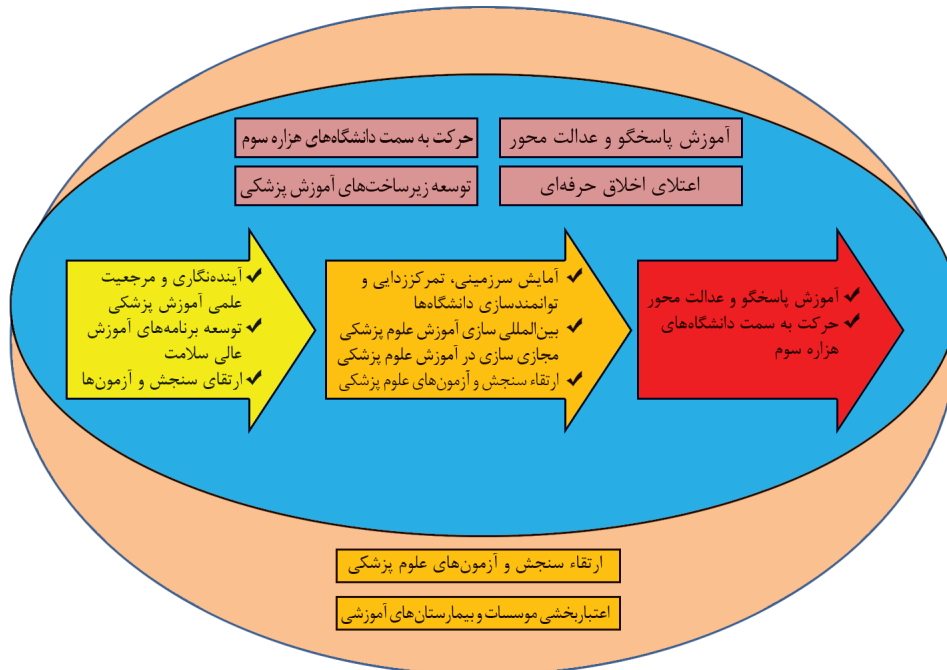 آموزش پاسخگو و عدالت محور
حرکت به سمت دانشگاه‌های هزاره سوم
اعتلای اخلاق حرفه‌ای
توسعه زیرساخت‌های آموزش پزشکی
✔ آموزش پاسخگو و عدالت محور
✔ حرکت به سمت دانشگاه‌های
هزاره سوم
✔ آمایش سرزمینی، تمرکززدایی و
توانمندسازی دانشگاه‌ها
✔ بین‌المللی سازی آموزش علوم پزشکی
مجازی سازی در آموزش علوم پزشکی
✔ ارتقاء سنجش و آزمون‌های علوم پزشکی
✔ آینده‌نگاری و مرجعیت
علمی آموزش پزشکی
✔ توسعه برنامه‌های آموزش
عالی سلامت
✔ ارتقای سنجش و آزمون‌ها
ارتقاء سنجش و آزمون‌های علوم پزشکی
اعتباربخشی موسسات و بیمارستان‌های آموزشی